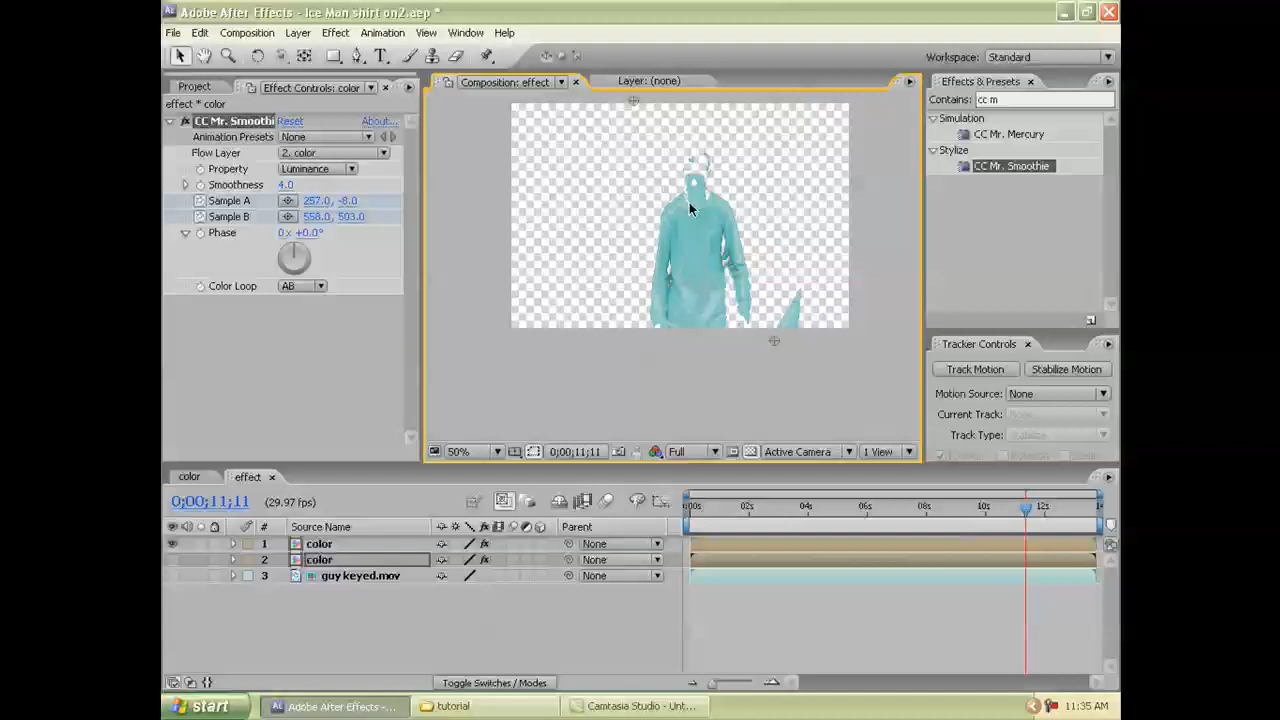 Adobe After Effects - Ice Man shirt on2.aep *
File Edit Composition Layer Effect Animation View Window Help
Workspace: Standard
Project Effect Controls: color
Composition: effect Layer: (none)
Effects & Presets
effect * color
Contains: cc m
CC Mr. Smoothi Reset About...
Animation Presets None
Flow Layer 2. color
Property Luminance
Smoothness 4.0
Sample A 257.0, -8.0
Sample B 558.0, 503.0
Phase 0 x +0.0°
Color Loop AB
Simulation
CC Mr. Mercury
Stylize
CC Mr. Smoothie
Tracker Controls
Track Motion Stabilize Motion
Motion Source: None
Current Track:
Track Type: Stabilize
50% 0;00;11;11 Full Active Camera 1 View
color effect
0;00;11;11 (29.97 fps)
:00s 02s 04s 06s 08s 10s 12s
# Source Name Parent
1 color None
2 color None
3 guy keyed.mov None
Toggle Switches / Modes
start Adobe After Effects -... tutorial Camtasia Studio - Unt... 11:35 AM